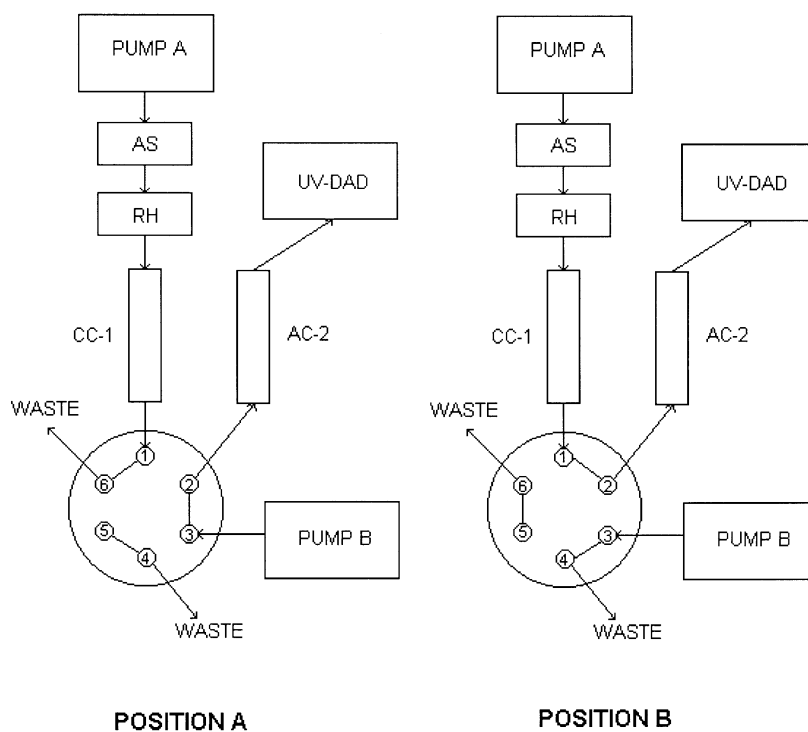 PUMP A
AS
RH
UV-DAD
CC-1
AC-2
WASTE
1
6
2
5
3
4
PUMP B
WASTE
POSITION A
PUMP A
AS
RH
UV-DAD
CC-1
AC-2
WASTE
1
6
2
5
3
4
PUMP B
WASTE
POSITION B